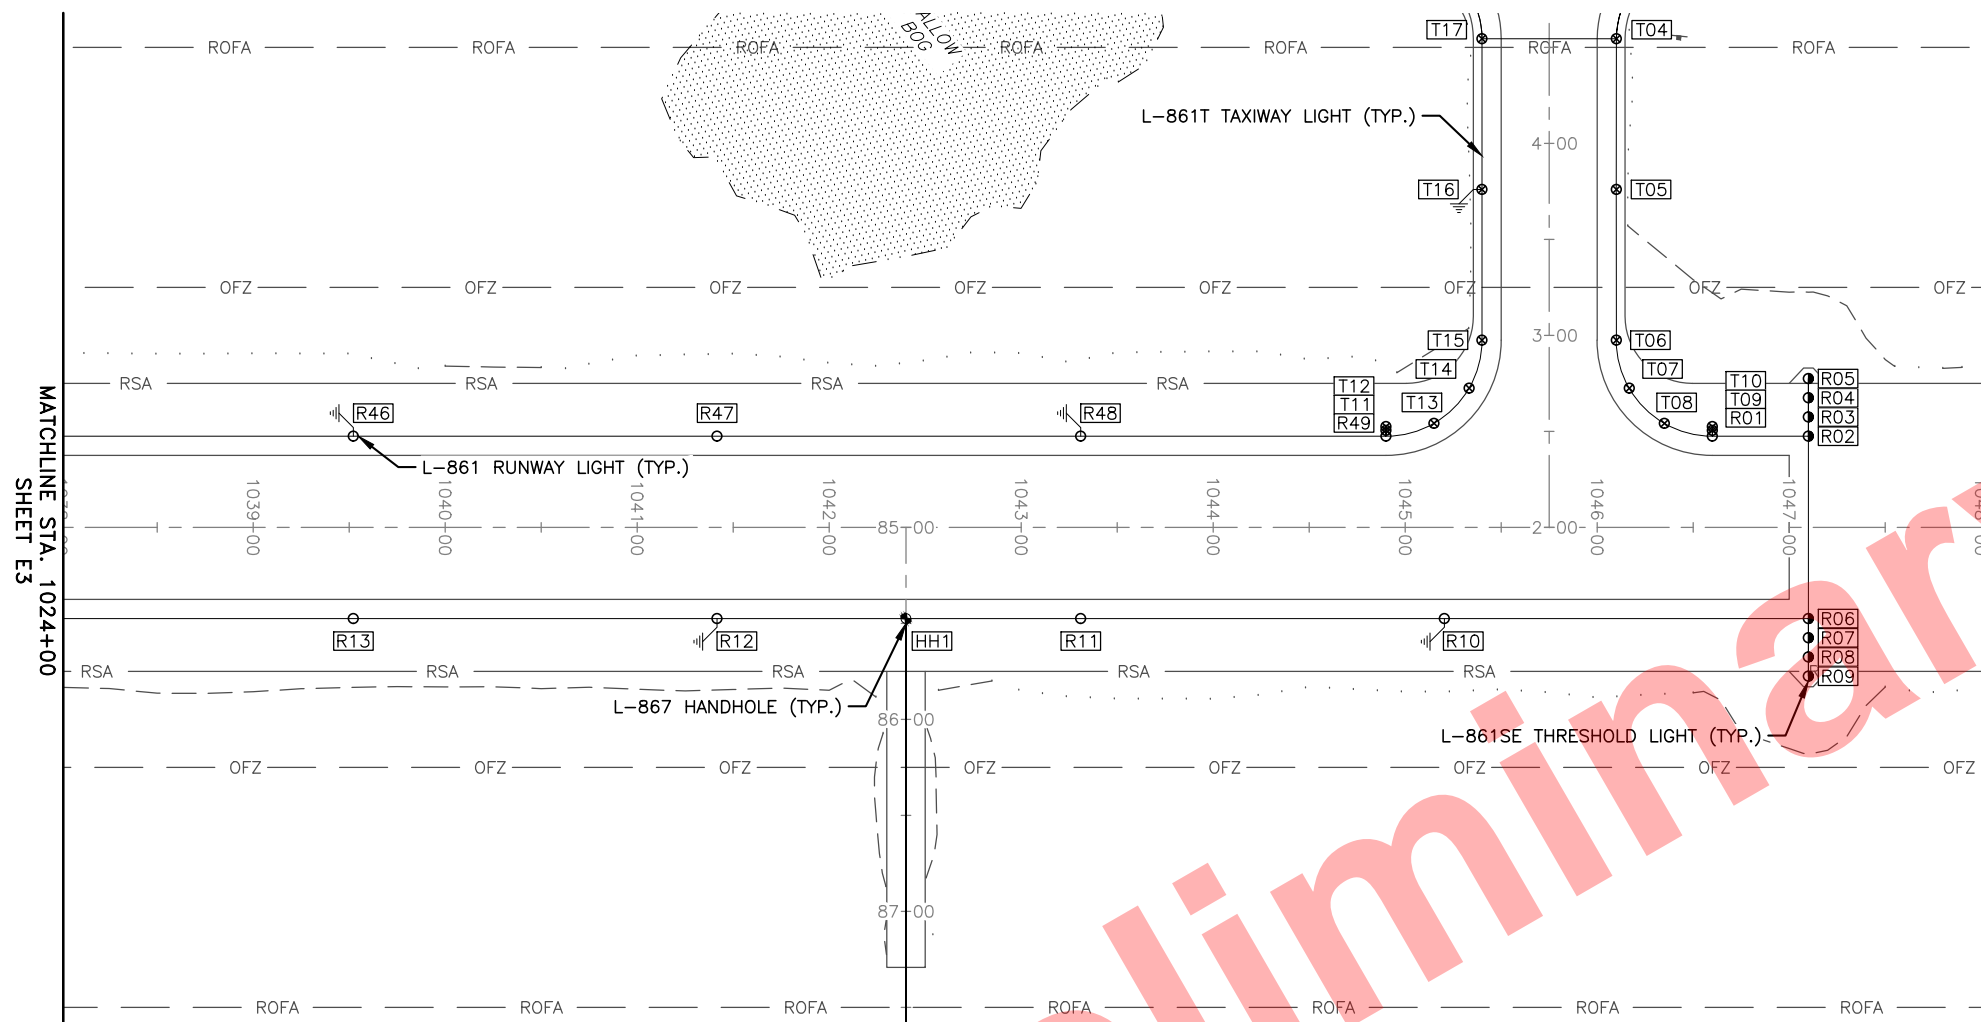 ALLOW
BOG
ROFA ROFA ROFA ROFA ROFA ROFA ROFA
T17 T04
L-861T TAXIWAY LIGHT (TYP.)
4+00
T16 T05
OFZ OFZ OFZ OFZ OFZ OFZ OFZ OFZ
3+00
T15 T06
T14 T07
RSA RSA RSA RSA
T12 T10 R05
T11 T13 T08 T09 R04
R46 R47 R48 R49 R01 R03
R02
L-861 RUNWAY LIGHT (TYP.)
1039+00 1040+00 1041+00 1042+00 1043+00 1044+00 1045+00 1046+00 1047+00
85+00 2+00
MATCHLINE STA. 1024+00
SHEET E3
R13 R12 HH1 R11 R10 R06
R07
R08
R09
RSA RSA RSA RSA RSA RSA
L-867 HANDHOLE (TYP.)
86+00
L-861SE THRESHOLD LIGHT (TYP.)
OFZ OFZ OFZ OFZ OFZ OFZ OFZ OFZ
87+00
ROFA ROFA ROFA ROFA ROFA ROFA ROFA